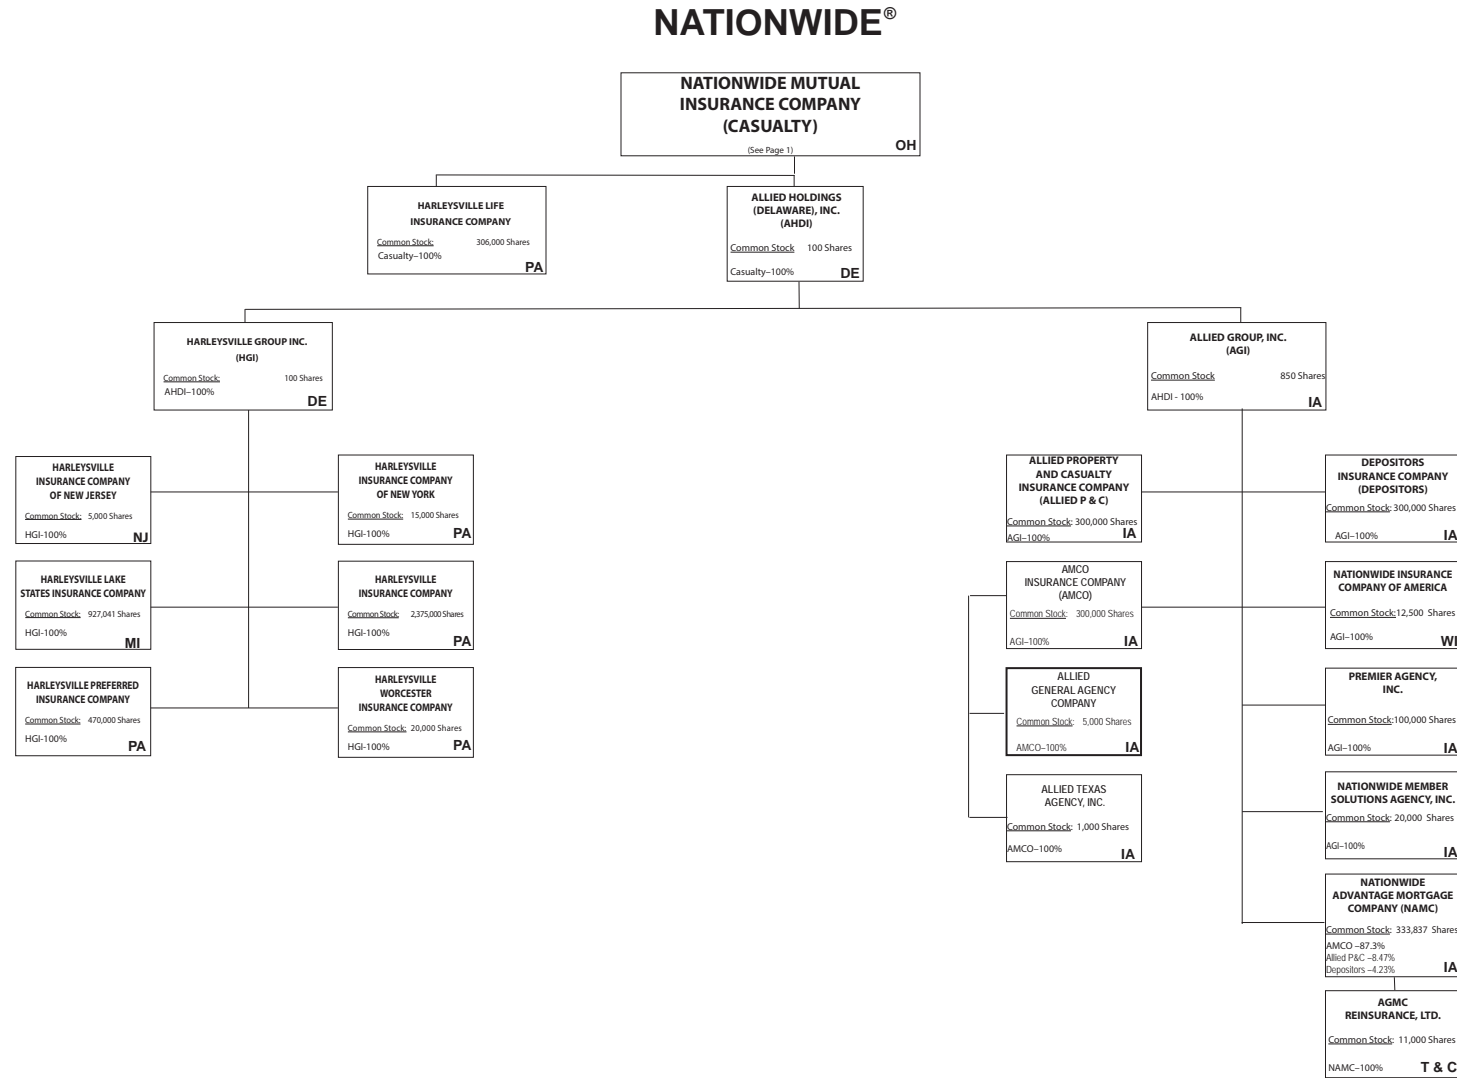 NATIONWIDE®
NATIONWIDE MUTUAL
INSURANCE COMPANY
(CASUALTY)
(See Page 1)
OH
HARLEYSVILLE LIFE
INSURANCE COMPANY
Common Stock: 306,000 Shares
Casualty–100%
PA
ALLIED HOLDINGS
(DELAWARE), INC.
(AHDI)
Common Stock 100 Shares
Casualty–100% DE
HARLEYSVILLE GROUP INC.
(HGI)
Common Stock: 100 Shares
AHDI–100%
DE
ALLIED GROUP, INC.
(AGI)
Common Stock 850 Shares
AHDI - 100%
IA
HARLEYSVILLE
INSURANCE COMPANY
OF NEW JERSEY
Common Stock: 5,000 Shares
HGI-100% NJ
HARLEYSVILLE
INSURANCE COMPANY
OF NEW YORK
Common Stock: 15,000 Shares
HGI-100% PA
HARLEYSVILLE LAKE
STATES INSURANCE COMPANY
Common Stock: 927,041 Shares
HGI-100%
MI
HARLEYSVILLE
INSURANCE COMPANY
Common Stock: 2,375,000 Shares
HGI-100%
PA
HARLEYSVILLE PREFERRED
INSURANCE COMPANY
Common Stock: 470,000 Shares
HGI-100%
PA
HARLEYSVILLE
WORCESTER
INSURANCE COMPANY
Common Stock: 20,000 Shares
HGI-100% PA
ALLIED PROPERTY
AND CASUALTY
INSURANCE COMPANY
(ALLIED P & C)
Common Stock: 300,000 Shares
AGI–100% IA
DEPOSITORS
INSURANCE COMPANY
(DEPOSITORS)
Common Stock: 300,000 Shares
AGI–100% IA
AMCO
INSURANCE COMPANY
(AMCO)
Common Stock: 300,000 Shares
AGI–100% IA
NATIONWIDE INSURANCE
COMPANY OF AMERICA
Common Stock:12,500 Shares
AGI–100% WI
ALLIED
GENERAL AGENCY
COMPANY
Common Stock: 5,000 Shares
AMCO–100% IA
PREMIER AGENCY,
INC.
Common Stock:100,000 Shares
AGI–100% IA
ALLIED TEXAS
AGENCY, INC.
Common Stock: 1,000 Shares
AMCO–100% IA
NATIONWIDE MEMBER
SOLUTIONS AGENCY, INC.
Common Stock: 20,000 Shares
AGI–100% IA
NATIONWIDE
ADVANTAGE MORTGAGE
COMPANY (NAMC)
Common Stock: 333,837 Shares
AMCO –87.3%
Allied P&C –8.47%
Depositors –4.23% IA
AGMC
REINSURANCE, LTD.
Common Stock: 11,000 Shares
NAMC–100% T & C